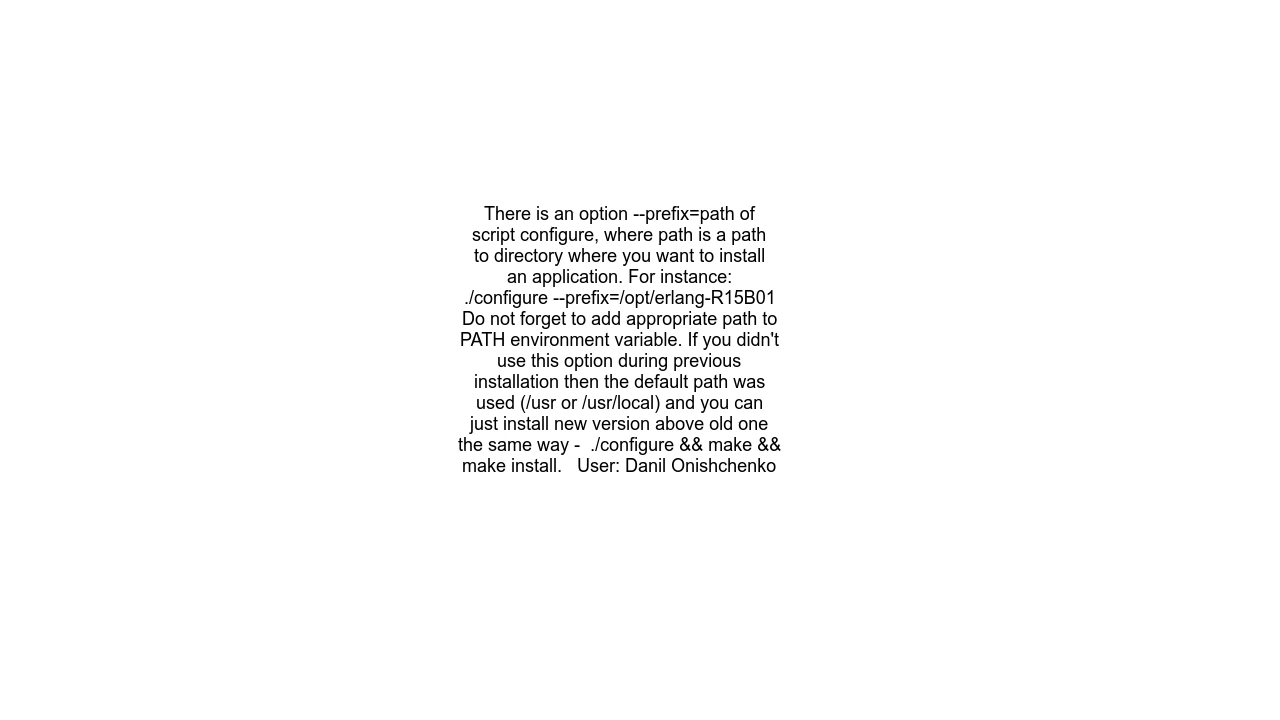 There is an option --prefix=path of
script configure, where path is a path
to directory where you want to install
an application. For instance:
./configure --prefix=/opt/erlang-R15B01
Do not forget to add appropriate path to
PATH environment variable. If you didn't
use this option during previous
installation then the default path was
used (/usr or /usr/local) and you can
just install new version above old one
the same way -  ./configure && make &&
make install.   User: Danil Onishchenko